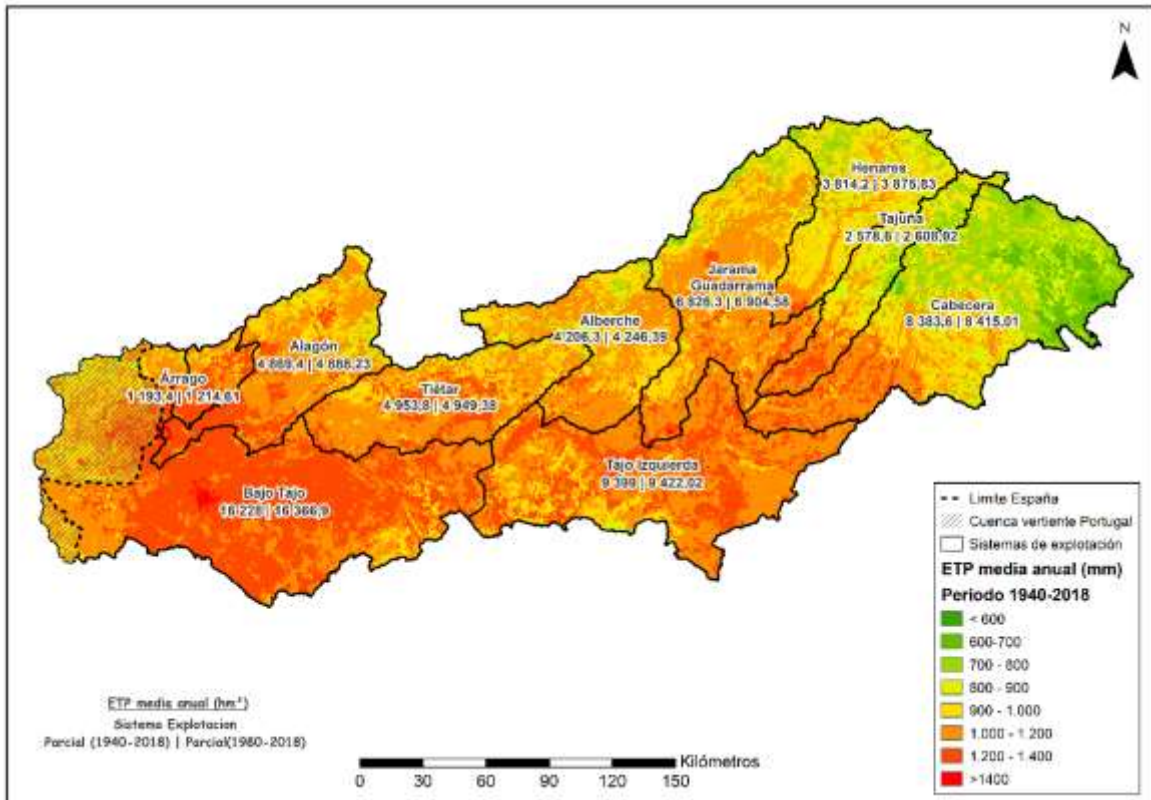 N
Henares
3 814,2 | 3 875,83
Tajuña
2 578,6 | 2 608,02
Jarama
Guadarrama
6 826,3 | 6 904,58
Cabecera
8 383,6 | 8 415,01
Alberche
4 206,3 | 4 246,39
Alagón
4 869,4 | 4 888,23
Árrago
1 193,4 | 1 214,61
Tiétar
4 953,8 | 4 949,38
Tajo Izquierda
9 399 | 9 422,02
Bajo Tajo
16 228 | 16 366,9
Limite España
Cuenca vertiente Portugal
Sistemas de explotación
ETP media anual (mm)
Periodo 1940-2018
< 600
600-700
700 - 800
800 - 900
900 - 1.000
1.000 - 1.200
1.200 - 1.400
>1400
ETP media anual (hm³)
Sistema Explotacion
Parcial (1940-2018) | Parcial(1980-2018)
Kilómetros
0 30 60 90 120 150